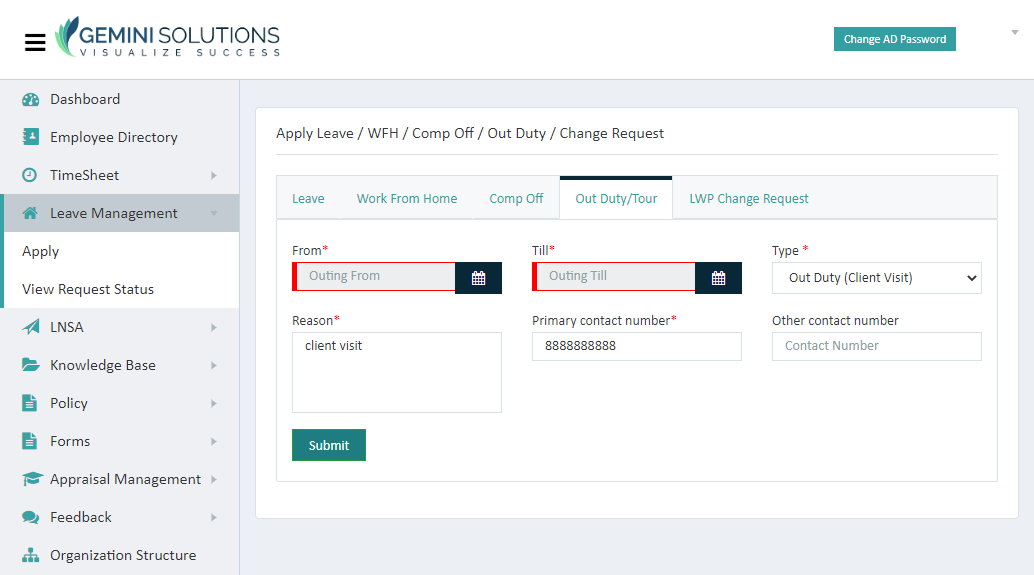 GEMINI SOLUTIONS
VISUALIZE SUCCESS
Change AD Password
Dashboard
Employee Directory
TimeSheet
Leave Management
Apply
View Request Status
LNSA
Knowledge Base
Policy
Forms
Appraisal Management
Feedback
Organization Structure
Apply Leave / WFH / Comp Off / Out Duty / Change Request
Leave Work From Home Comp Off Out Duty/Tour LWP Change Request
From* Till* Type *
Outing From Outing Till Out Duty (Client Visit)
Reason* Primary contact number* Other contact number
client visit 8888888888 Contact Number
Submit